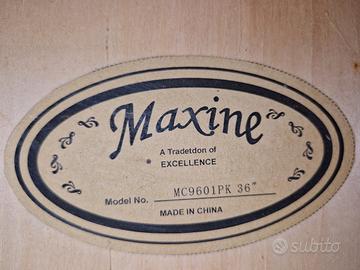 Maxine
A Tradetdon of
EXCELLENCE
Model No. MC9601PK 36"
MADE IN CHINA
subito